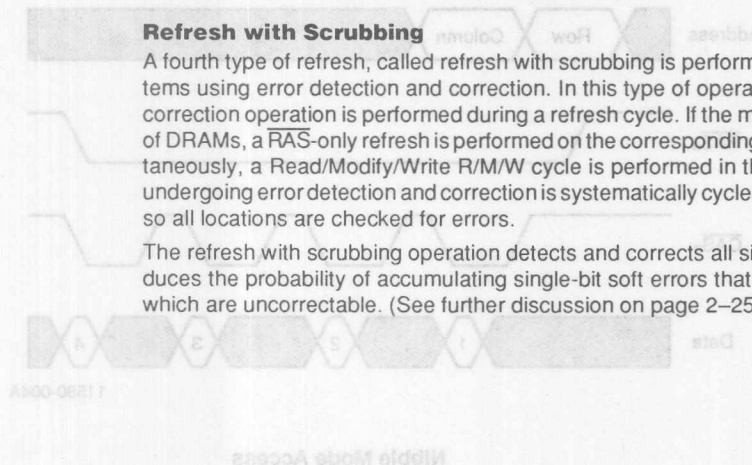 Refresh with Scrubbing
A fourth type of refresh, called refresh with scrubbing is perform
tems using error detection and correction. In this type of opera
correction operation is performed during a refresh cycle. If the m
of DRAMs, a RAS-only refresh is performed on the corresponding
taneously, a Read/Modify/Write R/M/W cycle is performed in th
undergoing error detection and correction is systematically cycle
so all locations are checked for errors.
The refresh with scrubbing operation detects and corrects all si
duces the probability of accumulating single-bit soft errors that
which are uncorrectable. (See further discussion on page 2–25
Address
Row
Column
CAS
Data
1
2
3
4
11580-004A
Nibble Mode Access